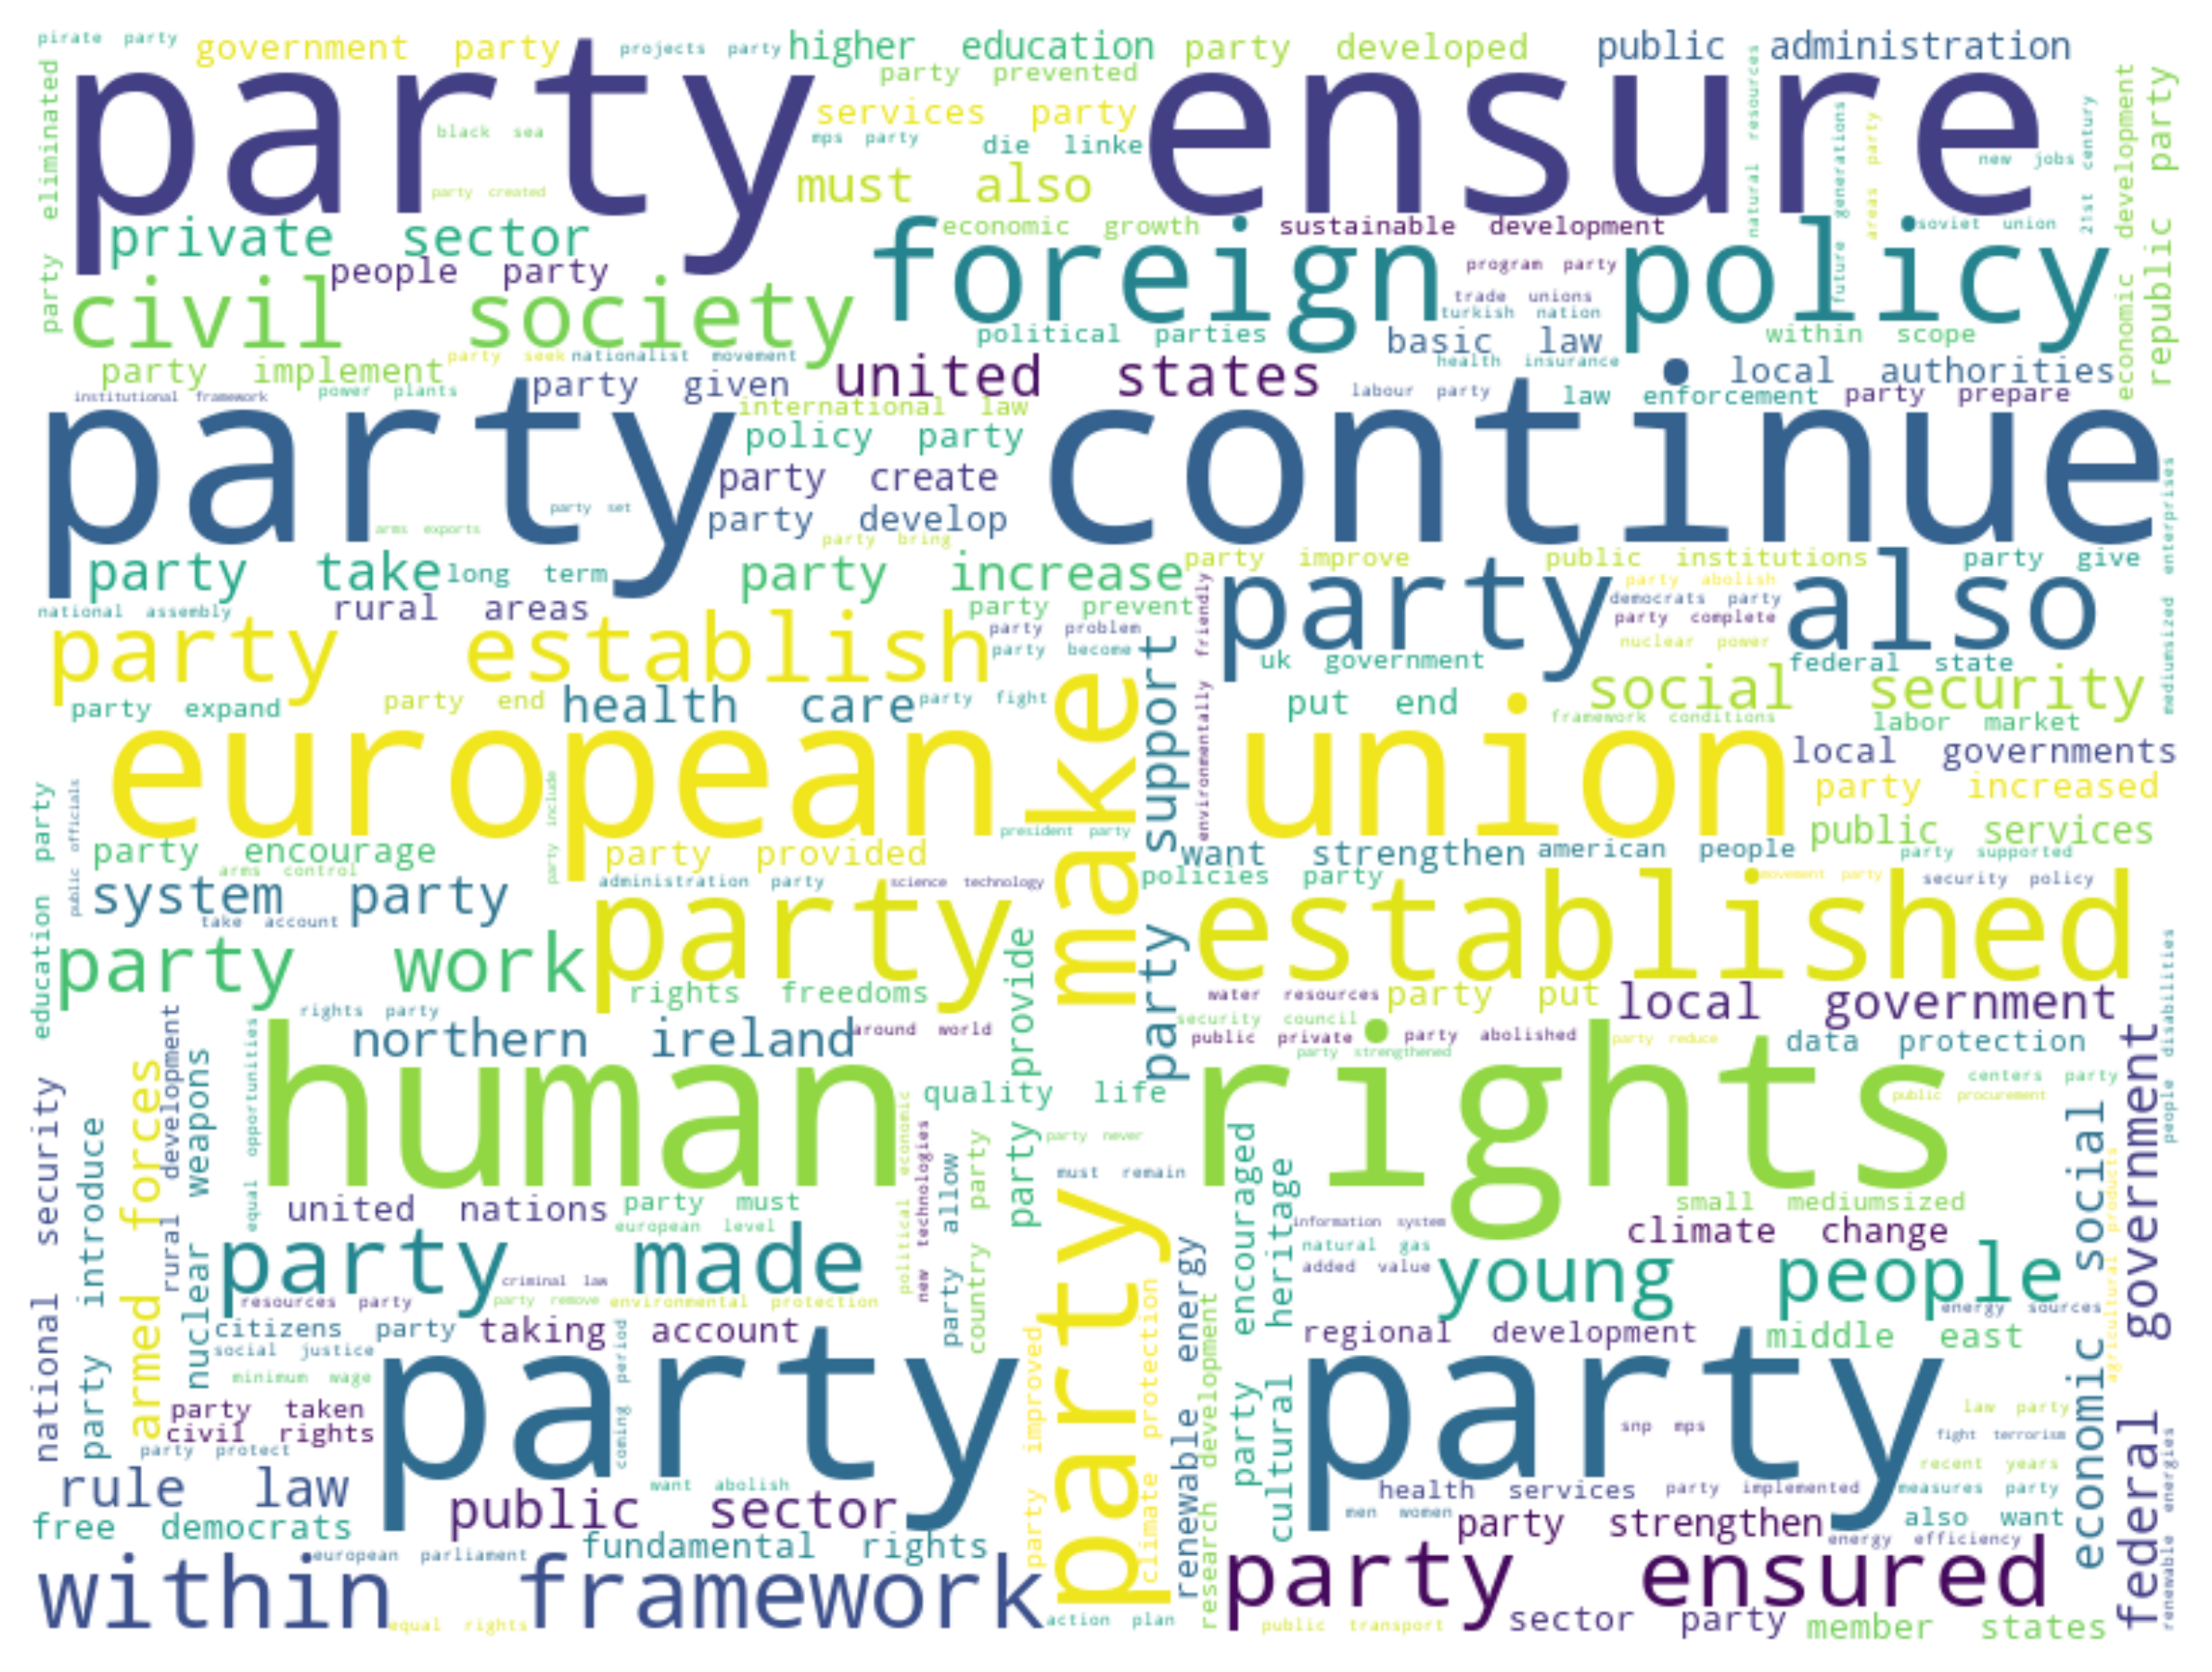 pirate party
government party
projects party
higher education
party developed
public administration
party prevented
party ensure
services party
black sea
mps party
die linke
party created
must also
new jobs
21st century
natural resources
future generations
areas party
economic development
republic party
party eliminated
private sector
economic growth
sustainable development
soviet union
people party
foreign policy
program party
civil society
trade unions
turkish nation
political parties
basic law
within scope
party implement
party seek
nationalist movement
health insurance
united states
local authorities
institutional framework
power plants
party given
labour party
law enforcement
party prepare
international law
policy party
party continue
party create
party set
party develop
arms exports
party bring
mediumsized enterprises
party take
long term
party increase
party improve
public institutions
party give
party abolish
national assembly
rural areas
party prevent
democrats party
party also
party complete
party establish
party problem
nuclear power
party become
uk government
federal state
environmentally friendly
party support
party expand
party end
health care
party fight
put end
social security
framework conditions
labor market
european union
make
local governments
party increased
party include
president party
public services
education party
public officials
party encourage
party provided
want strengthen
american people
party supported
arms control
system party
administration party
science technology
policies party
movement party
security policy
take account
party established
party work
rights freedoms
party provide
water resources
party put
local government
people disabilities
rights party
northern ireland
around world
security council
public private
party abolished
party reduce
data protection
party strengthened
human rights
centers party
public procurement
quality life
national security
party introduce
armed forces
rural development
nuclear weapons
equal opportunities
political economic
new technologies
party allow
country party
party never
must remain
party encouraged
cultural heritage
economic social
agricultural products
federal government
united nations
party must
small mediumsized
european level
information system
climate change
party made
natural gas
added value
young people
criminal law
resources party
party remove
environmental protection
energy sources
citizens party
taking account
regional development
middle east
social justice
minimum wage
party party
coming period
party improved
climate protection
renewable energy
research development
party taken
civil rights
party protect
snp mps
law party
fight terrorism
recent years
renewable energies
rule law
want abolish
health services
party implemented
measures party
public sector
men women
party strengthen
also want
free democrats
fundamental rights
energy efficiency
european parliament
within framework
party ensured
equal rights
action plan
public transport
sector party
member states
party